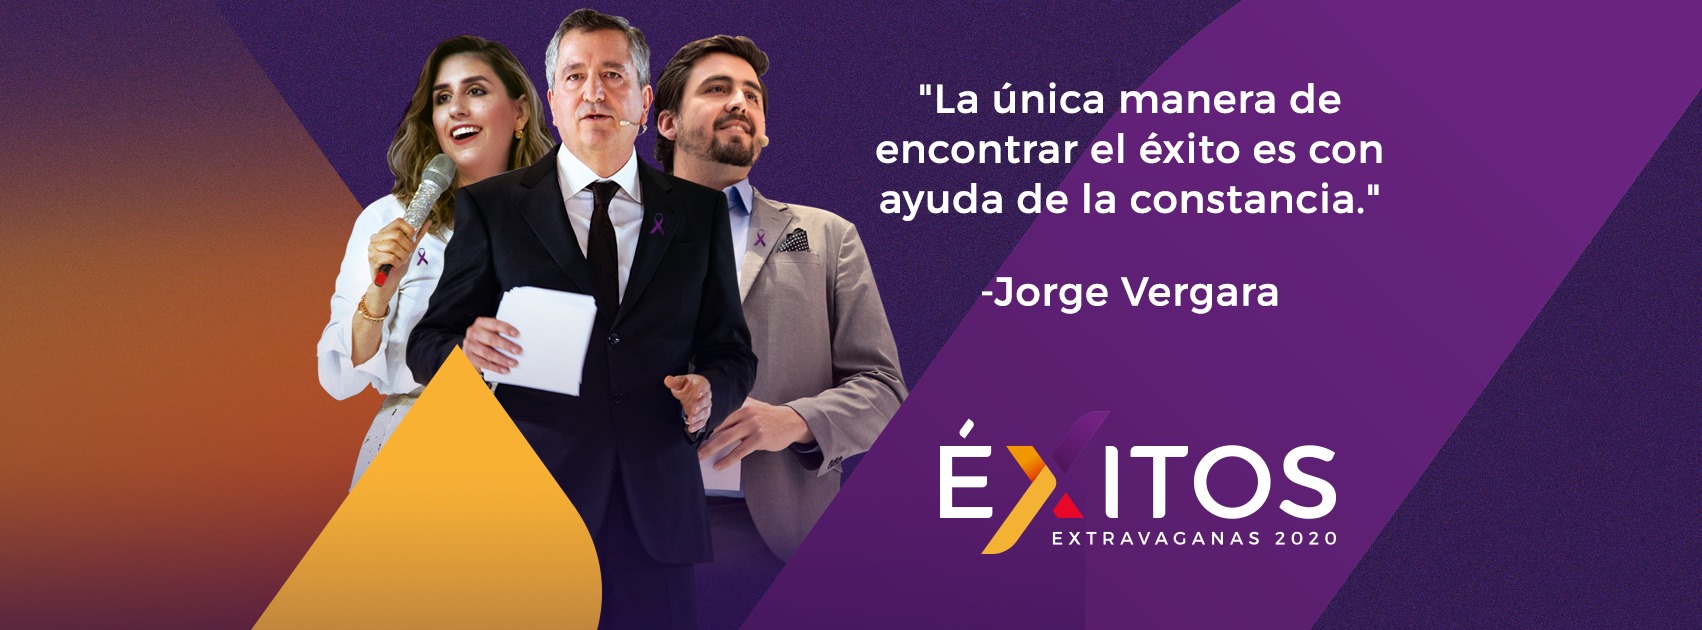 "La única manera de
encontrar el éxito es con
ayuda de la constancia."
-Jorge Vergara
ÉXITOS
EXTRAVAGANAS 2020